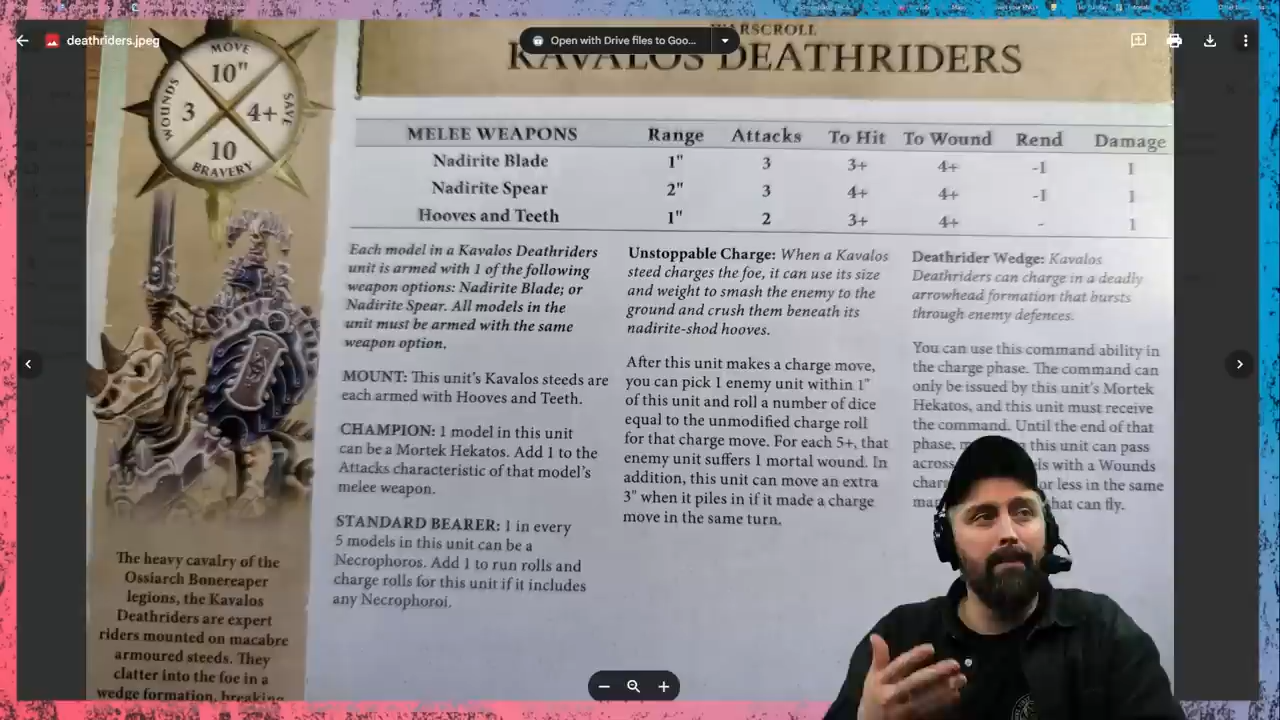 deathriders.jpeg
Open with Drive files to Goo...
WARSCROLL
KAVALOS DEATHRIDERS
MOVE
10"
WOUNDS
3
4+
SAVE
10
BRAVERY
MELEE WEAPONS Range Attacks To Hit To Wound Rend Damage
Nadirite Blade 1" 3 3+ 4+ -1 1
Nadirite Spear 2" 3 4+ 4+ -1 1
Hooves and Teeth 1" 2 3+ 4+ - 1
Each model in a Kavalos Deathriders
unit is armed with 1 of the following
weapon options: Nadirite Blade; or
Nadirite Spear. All models in the
unit must be armed with the same
weapon option.
MOUNT: This unit's Kavalos steeds are
each armed with Hooves and Teeth.
CHAMPION: 1 model in this unit
can be a Mortek Hekatos. Add 1 to the
Attacks characteristic of that model's
melee weapon.
STANDARD BEARER: 1 in every
5 models in this unit can be a
Necrophoros. Add 1 to run rolls and
charge rolls for this unit if it includes
any Necrophoroi.
Unstoppable Charge: When a Kavalos
steed charges the foe, it can use its size
and weight to smash the enemy to the
ground and crush them beneath its
nadirite-shod hooves.
After this unit makes a charge move,
you can pick 1 enemy unit within 1"
of this unit and roll a number of dice
equal to the unmodified charge roll
for that charge move. For each 5+, that
enemy unit suffers 1 mortal wound. In
addition, this unit can move an extra
3" when it piles in if it made a charge
move in the same turn.
Deathrider Wedge: Kavalos
Deathriders can charge in a deadly
arrowhead formation that bursts
through enemy defences.
You can use this command ability in
the charge phase. The command can
only be issued by this unit's Mortek
Hekatos, and this unit must receive
the command. Until the end of that
phase, this unit can pass
across with a Wounds
or less in the same
that can fly.
The heavy cavalry of the
Ossiarch Bonereaper
legions, the Kavalos
Deathriders are expert
riders mounted on macabre
armoured steeds. They
clatter into the foe in a
wedge formation, breaking